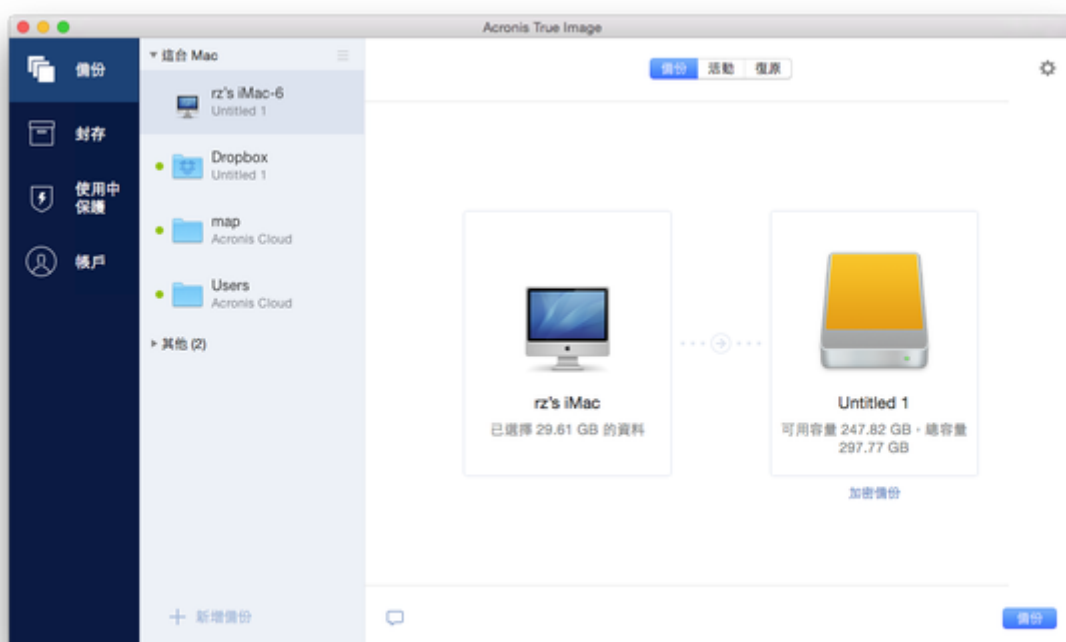 Acronis True Image
備份
封存
使用中
保護
帳戶
這台 Mac
rz's iMac-6
Untitled 1
Dropbox
Untitled 1
map
Acronis Cloud
Users
Acronis Cloud
其他 (2)
新增備份
備份 活動 復原
rz's iMac
已選擇 29.61 GB 的資料
Untitled 1
可用容量 247.82 GB，總容量
297.77 GB
加密備份
備份